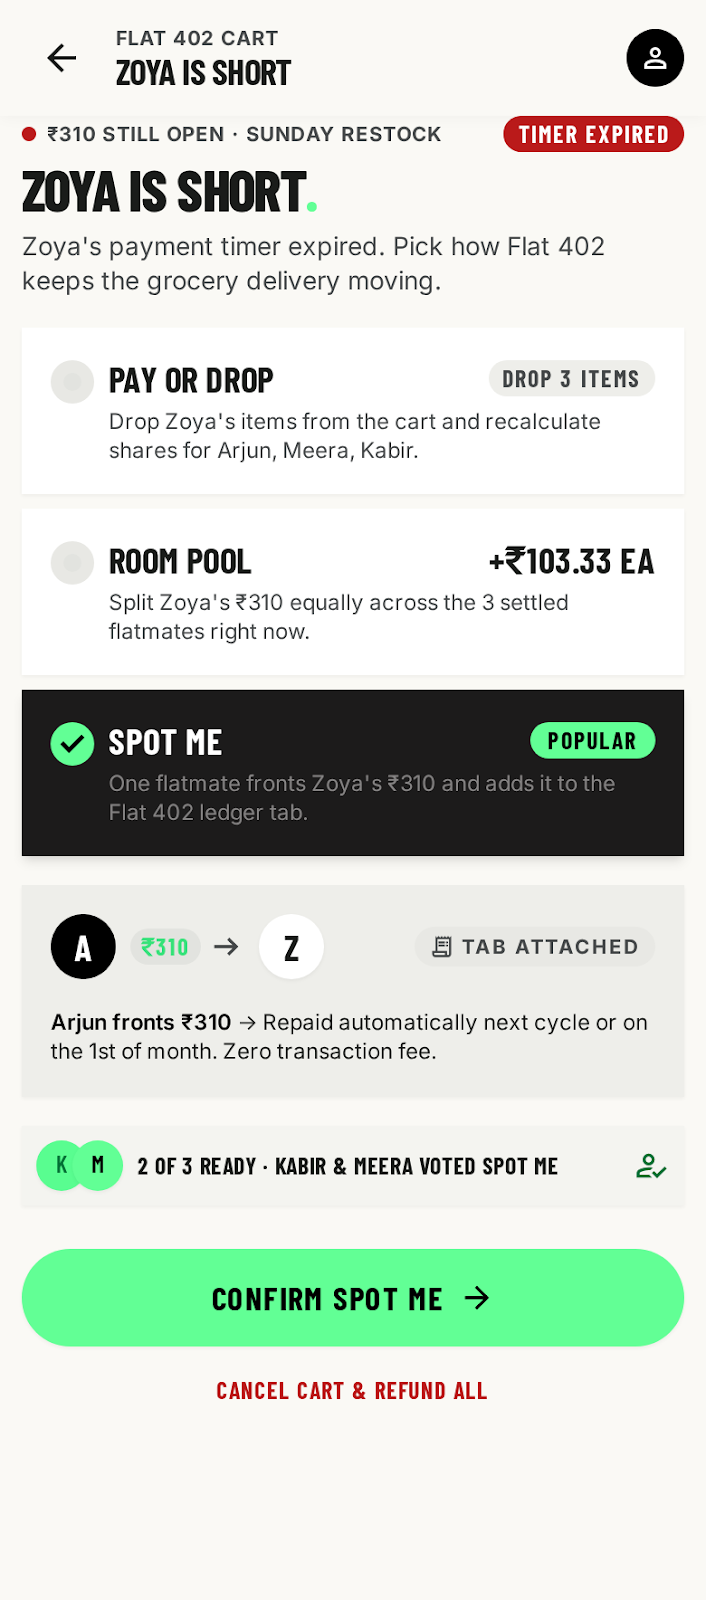 FLAT 402 CART
ZOYA IS SHORT
₹310 STILL OPEN · SUNDAY RESTOCK
TIMER EXPIRED
ZOYA IS SHORT.
Zoya's payment timer expired. Pick how Flat 402
keeps the grocery delivery moving.
PAY OR DROP
DROP 3 ITEMS
Drop Zoya's items from the cart and recalculate
shares for Arjun, Meera, Kabir.
ROOM POOL
+₹103.33 EA
Split Zoya's ₹310 equally across the 3 settled
flatmates right now.
SPOT ME
POPULAR
One flatmate fronts Zoya's ₹310 and adds it to the
Flat 402 ledger tab.
A
₹310 →
Z
TAB ATTACHED
Arjun fronts ₹310 → Repaid automatically next cycle or on
the 1st of month. Zero transaction fee.
K
M
2 OF 3 READY · KABIR & MEERA VOTED SPOT ME
CONFIRM SPOT ME →
CANCEL CART & REFUND ALL